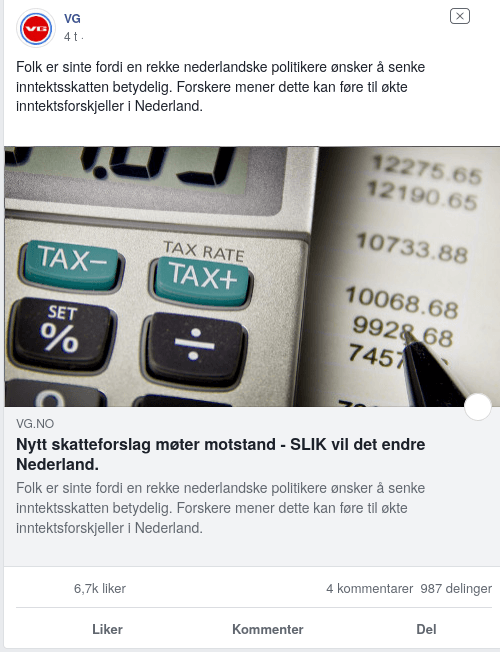 VG
VG
4 t ·
Folk er sinte fordi en rekke nederlandske politikere ønsker å senke
inntektsskatten betydelig. Forskere mener dette kan føre til økte
inntektsforskjeller i Nederland.
12275.65
12190.65
10733.88
TAX RATE
TAX−
TAX+
10068.68
SET
%
÷
VG.NO
Nytt skatteforslag møter motstand - SLIK vil det endre
Nederland.
Folk er sinte fordi en rekke nederlandske politikere ønsker å senke
inntektsskatten betydelig. Forskere mener dette kan føre til økte
inntektsforskjeller i Nederland.
6,7k liker
4 kommentarer 987 delinger
Liker
Kommenter
Del